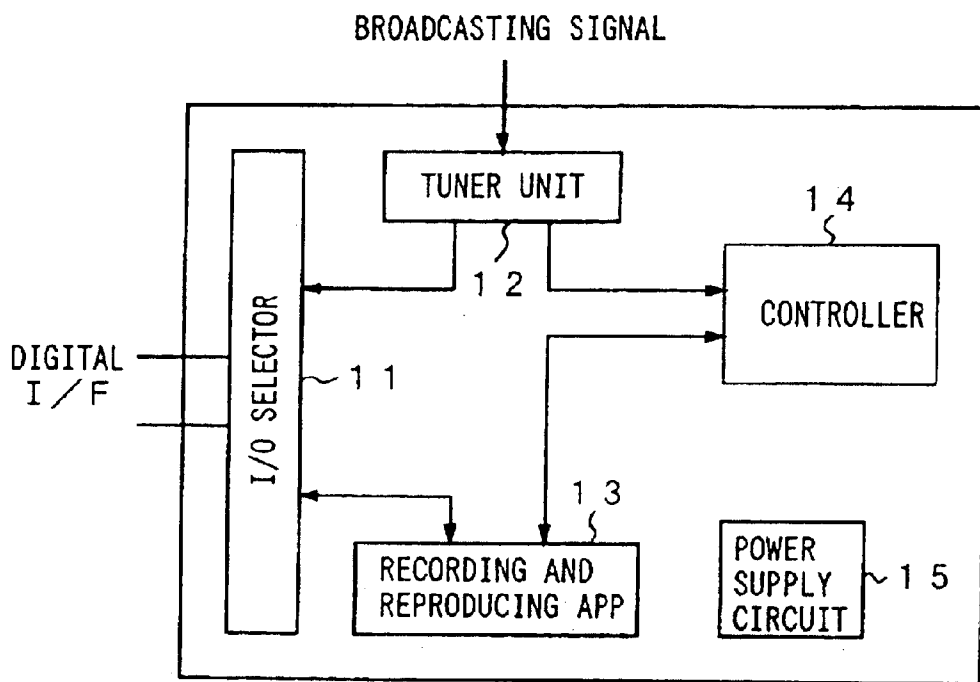 BROADCASTING SIGNAL
TUNER UNIT
1 2
1 4
CONTROLLER
DIGITAL
I/F
I/O SELECTOR
1 1
1 3
RECORDING AND
REPRODUCING APP
POWER
SUPPLY
CIRCUIT
1 5